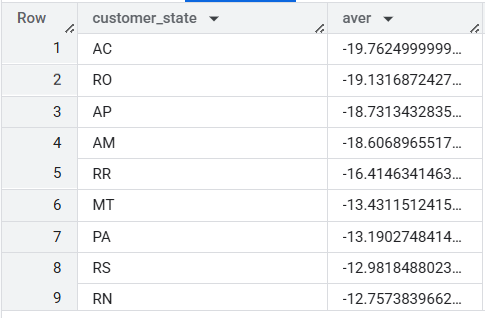 Row customer_state aver
1 AC -19.7624999999...
2 RO -19.1316872427...
3 AP -18.7313432835...
4 AM -18.6068965517...
5 RR -16.4146341463...
6 MT -13.4311512415...
7 PA -13.1902748414...
8 RS -12.9818488023...
9 RN -12.7573839662...